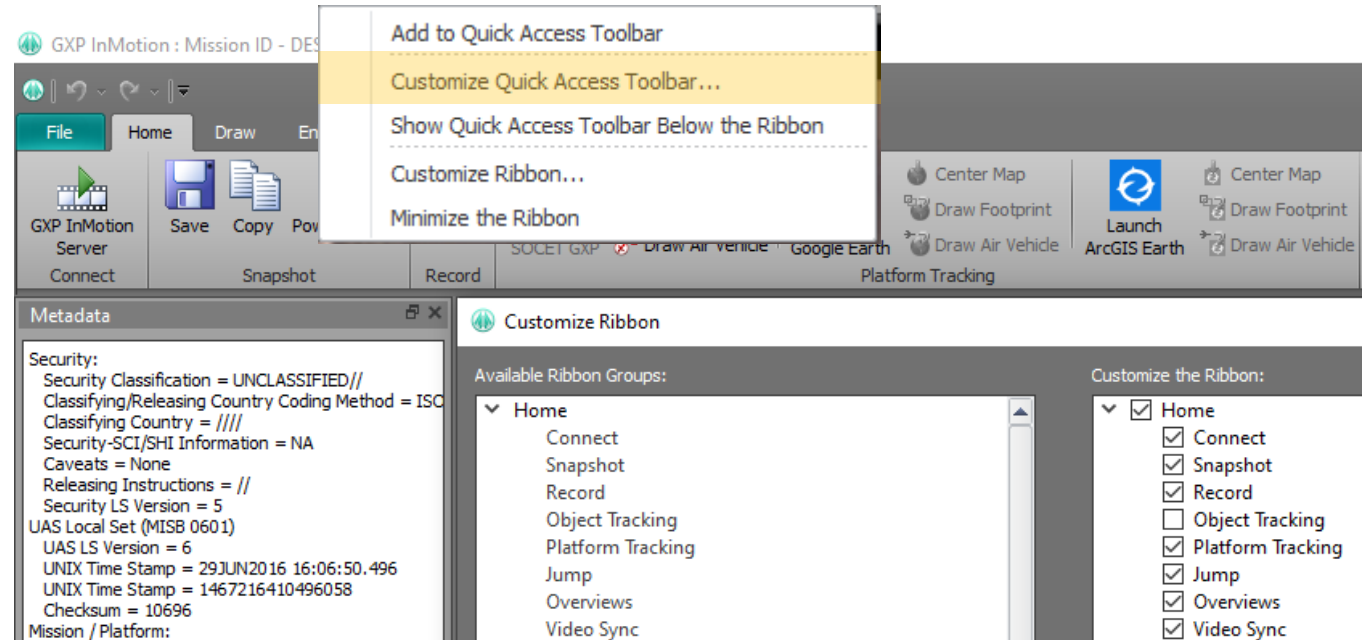 GXP InMotion : Mission ID - DES
Add to Quick Access Toolbar
Customize Quick Access Toolbar...
Show Quick Access Toolbar Below the Ribbon
Customize Ribbon...
Minimize the Ribbon
File Home Draw En
GXP InMotion Server
Save
Copy
Pow
SOCET GXP
Draw Air Vehicle
Google Earth
Center Map
Draw Footprint
Draw Air Vehicle
Launch ArcGIS Earth
Center Map
Draw Footprint
Draw Air Vehicle
Connect Snapshot Record Platform Tracking
Metadata
Security:
Security Classification = UNCLASSIFIED//
Classifying/Releasing Country Coding Method = ISO
Classifying Country = ////
Security-SCI/SHI Information = NA
Caveats = None
Releasing Instructions = //
Security LS Version = 5
UAS Local Set (MISB 0601)
UAS LS Version = 6
UNIX Time Stamp = 29JUN2016 16:06:50.496
UNIX Time Stamp = 1467216410496058
Checksum = 10696
Mission / Platform:
Customize Ribbon
Available Ribbon Groups:
Home
Connect
Snapshot
Record
Object Tracking
Platform Tracking
Jump
Overviews
Video Sync
Customize the Ribbon:
Home
Connect
Snapshot
Record
Object Tracking
Platform Tracking
Jump
Overviews
Video Sync